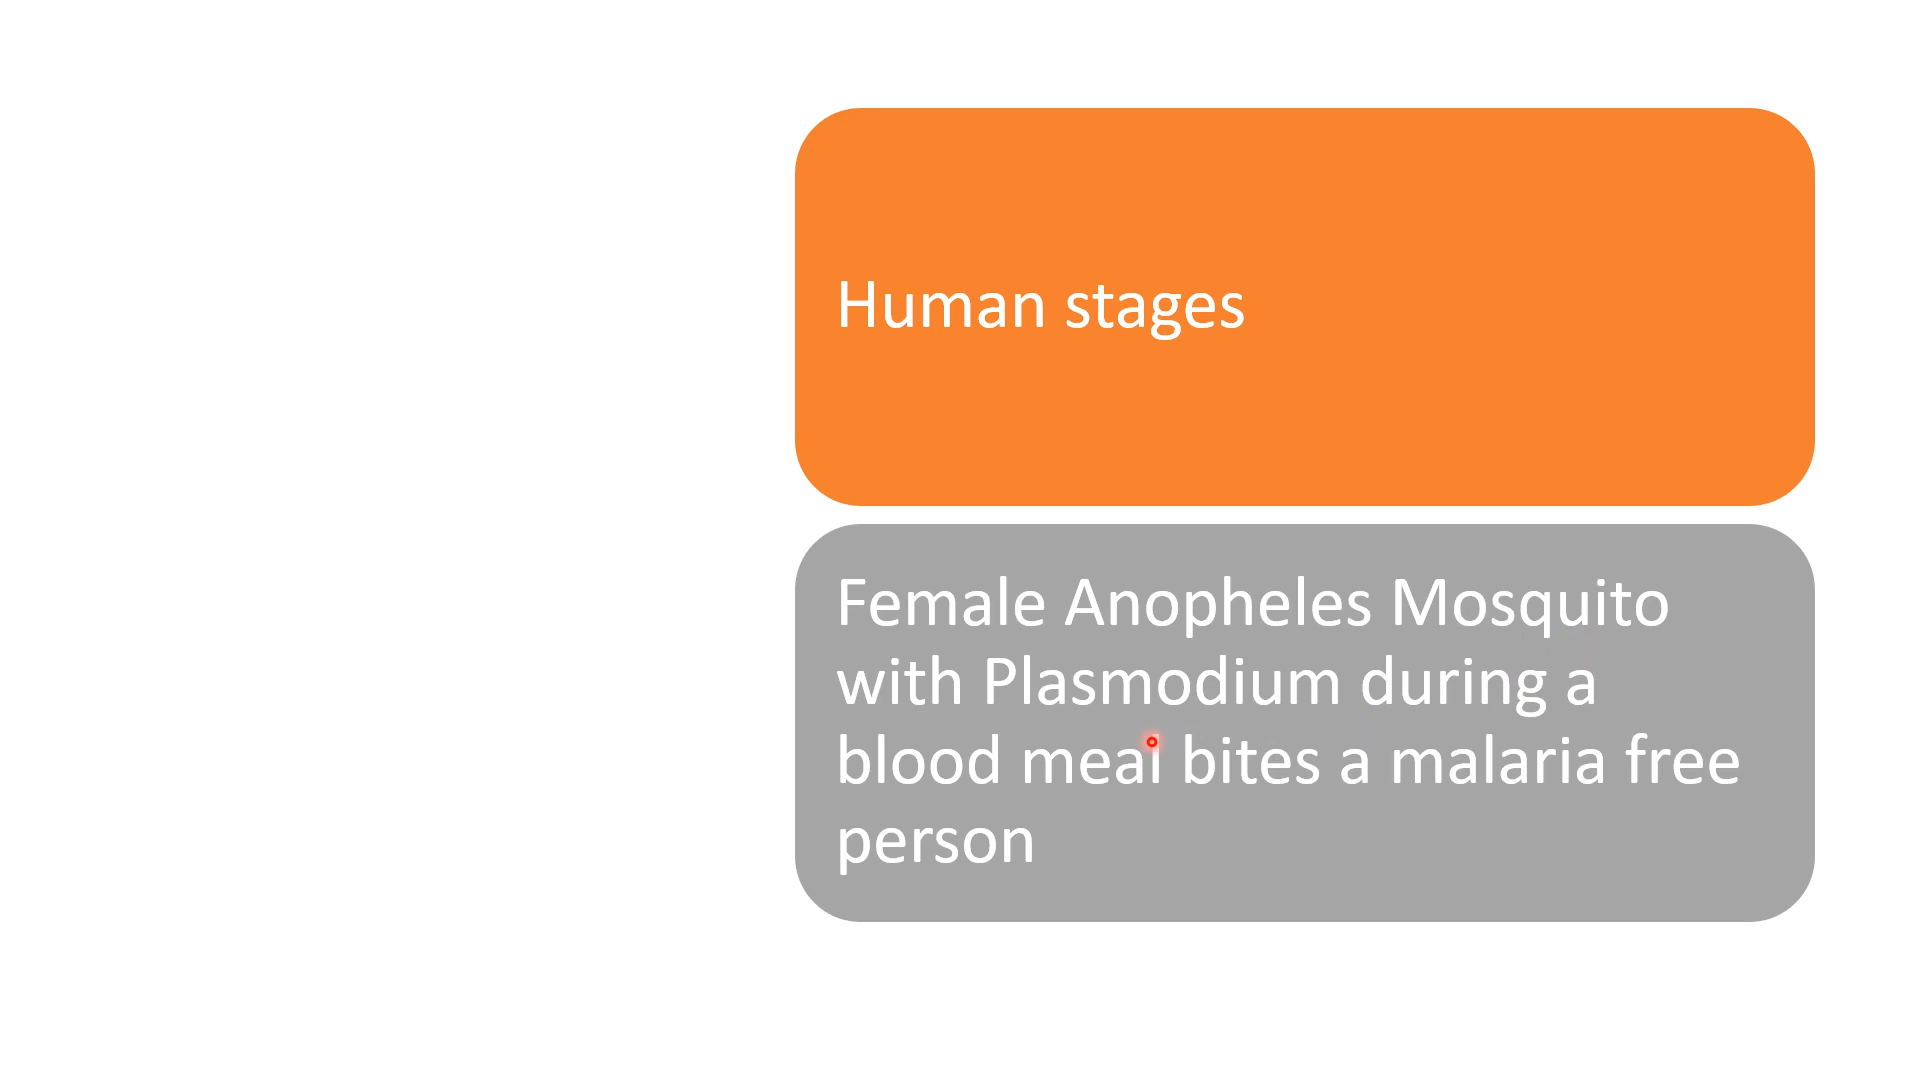 Human stages
Female Anopheles Mosquito
with Plasmodium during a
blood meal bites a malaria free
person